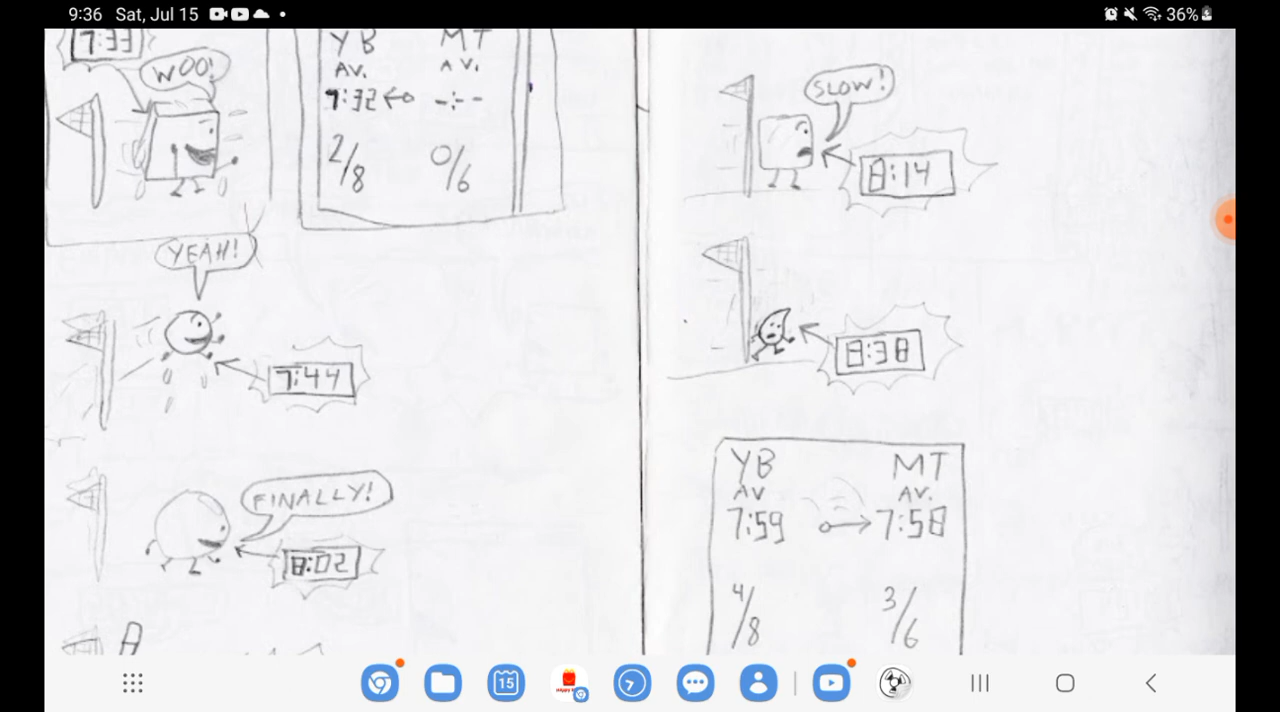 9:36 Sat, Jul 15
36%
7:33
WOO!
YB MT
AV. AV.
7:32 -:--
2/8 0/6
YEAH!
7:44
FINALLY!
8:02
SLOW!
8:14
8:38
YB MT
AV AV.
7:59 7:58
4/8 3/6
15